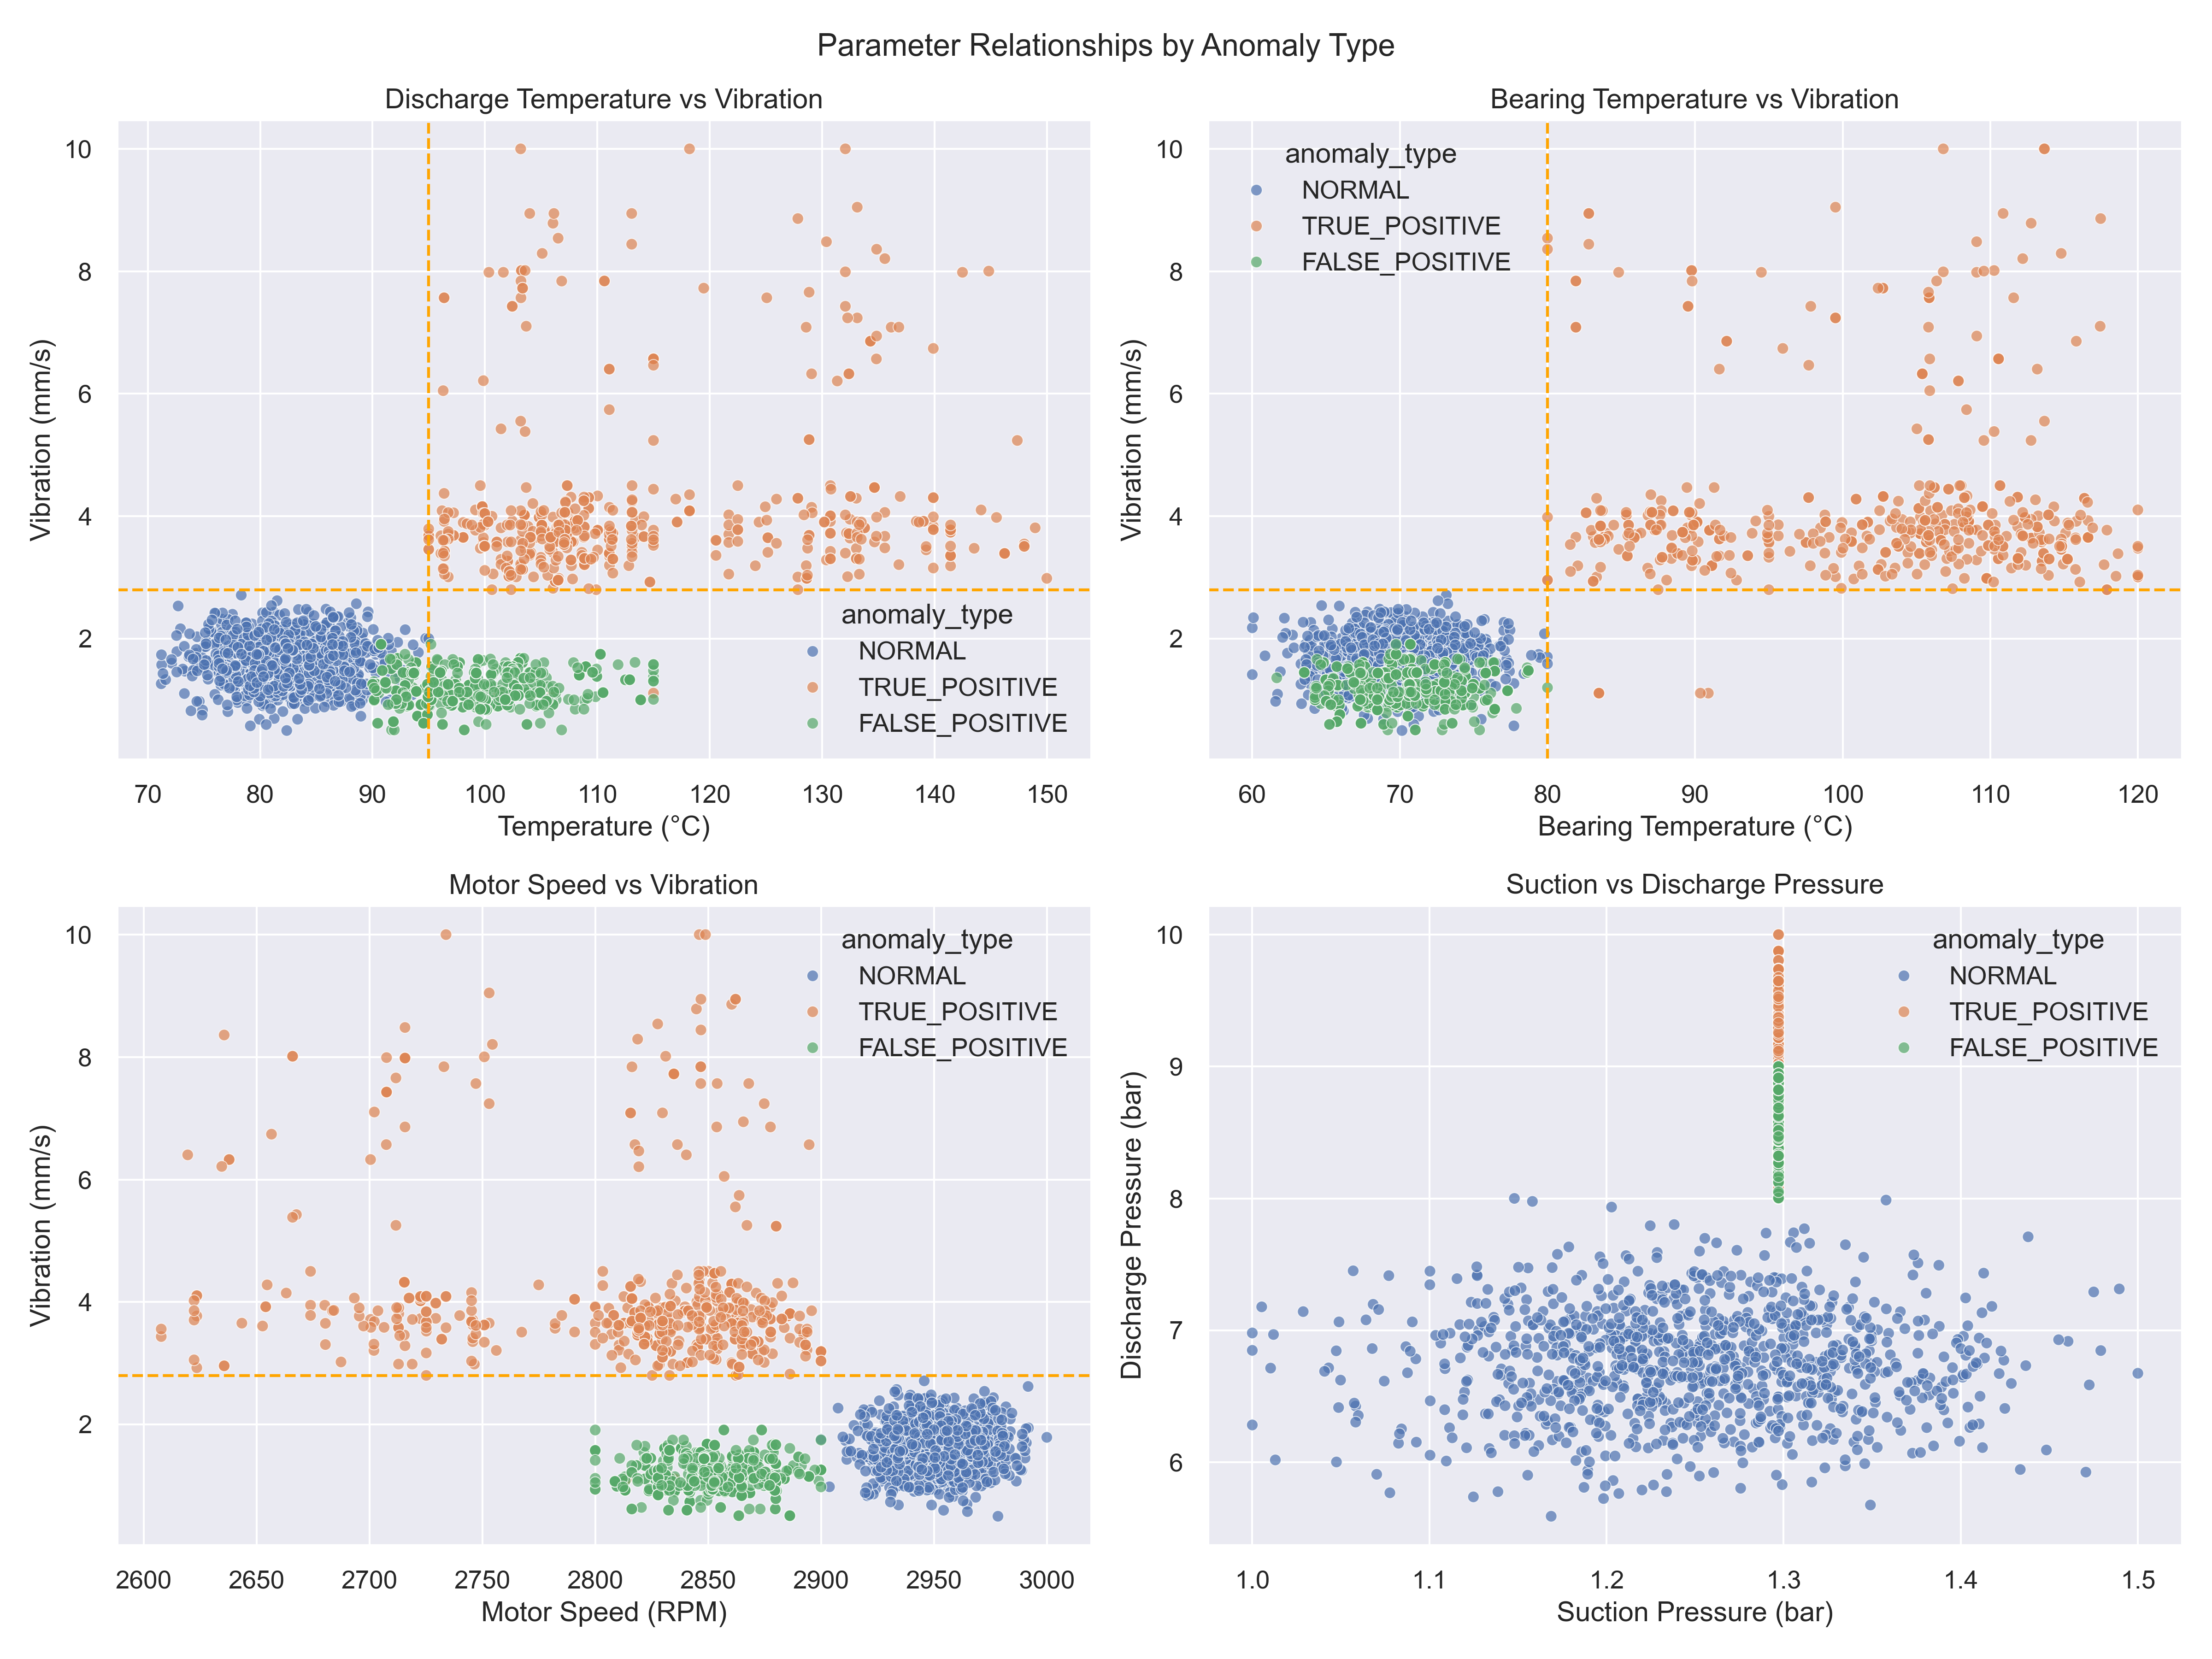 Parameter Relationships by Anomaly Type
Discharge Temperature vs Vibration
10
8
6
4
2
Vibration (mm/s)
70 80 90 100 110 120 130 140 150
Temperature (°C)
anomaly_type
NORMAL
TRUE_POSITIVE
FALSE_POSITIVE
Bearing Temperature vs Vibration
10
8
6
4
2
Vibration (mm/s)
60 70 80 90 100 110 120
Bearing Temperature (°C)
anomaly_type
NORMAL
TRUE_POSITIVE
FALSE_POSITIVE
Motor Speed vs Vibration
10
8
6
4
2
Vibration (mm/s)
2600 2650 2700 2750 2800 2850 2900 2950 3000
Motor Speed (RPM)
anomaly_type
NORMAL
TRUE_POSITIVE
FALSE_POSITIVE
Suction vs Discharge Pressure
10
9
8
7
6
Discharge Pressure (bar)
1.0 1.1 1.2 1.3 1.4 1.5
Suction Pressure (bar)
anomaly_type
NORMAL
TRUE_POSITIVE
FALSE_POSITIVE